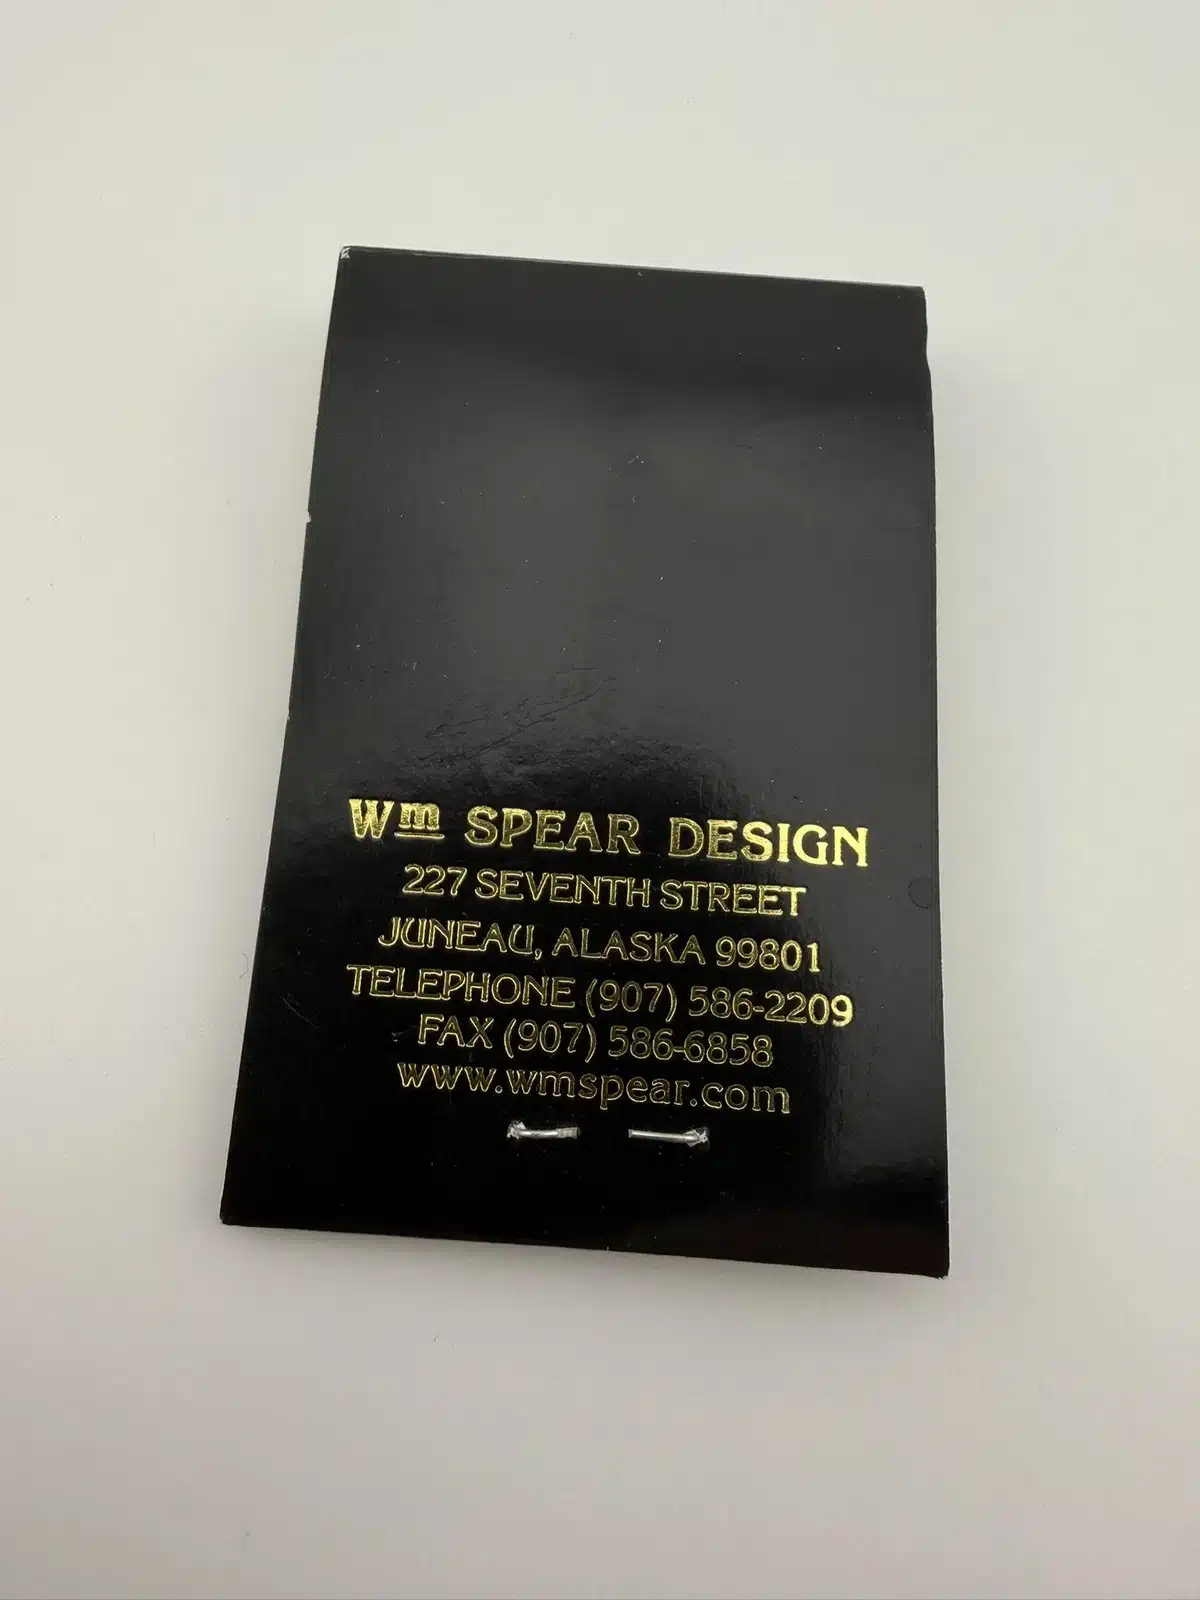 Wm SPEAR DESIGN
227 SEVENTH STREET
JUNEAU, ALASKA 99801
TELEPHONE (907) 586-2209
FAX (907) 586-6858
www.wmspear.com